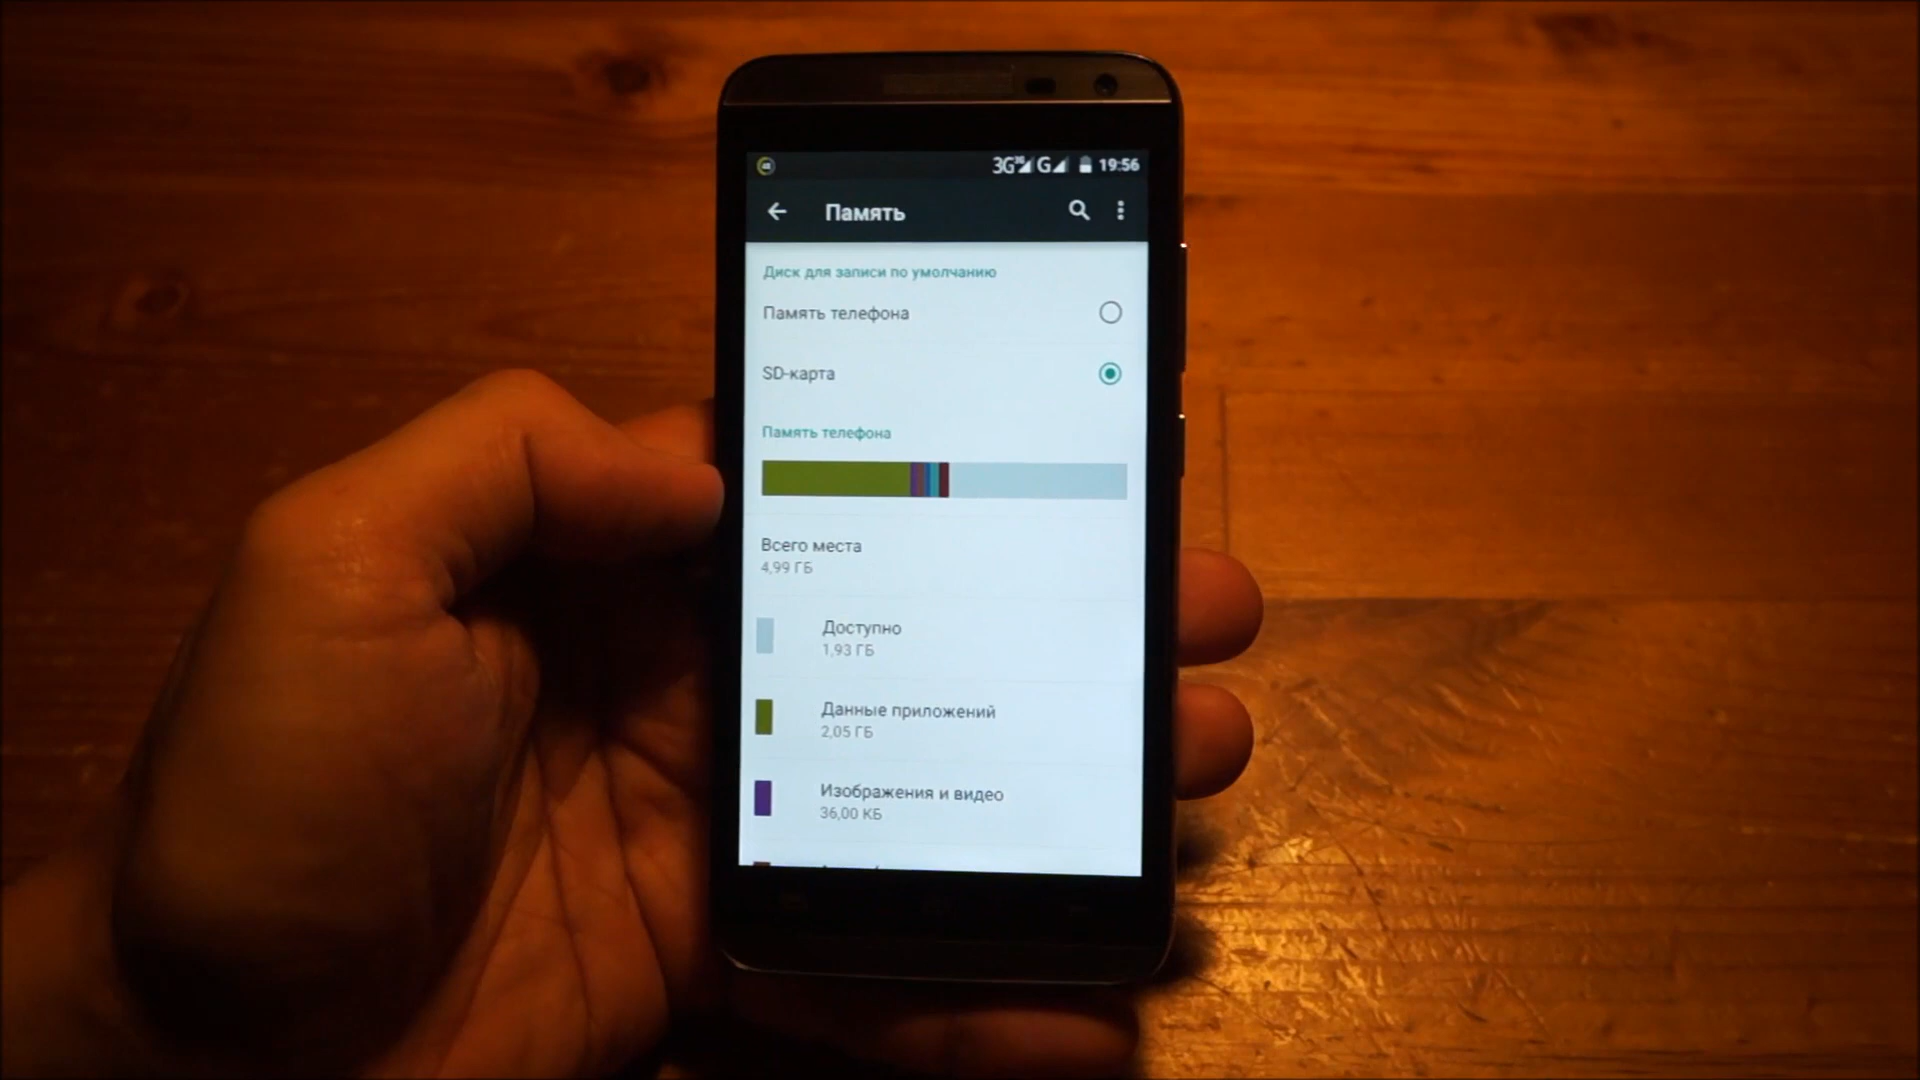 3G 3G G 19:56
Память
Диск для записи по умолчанию
Память телефона
SD-карта
Память телефона
Всего места
4,99 ГБ
Доступно
1,93 ГБ
Данные приложений
2,05 ГБ
Изображения и видео
36,00 КБ